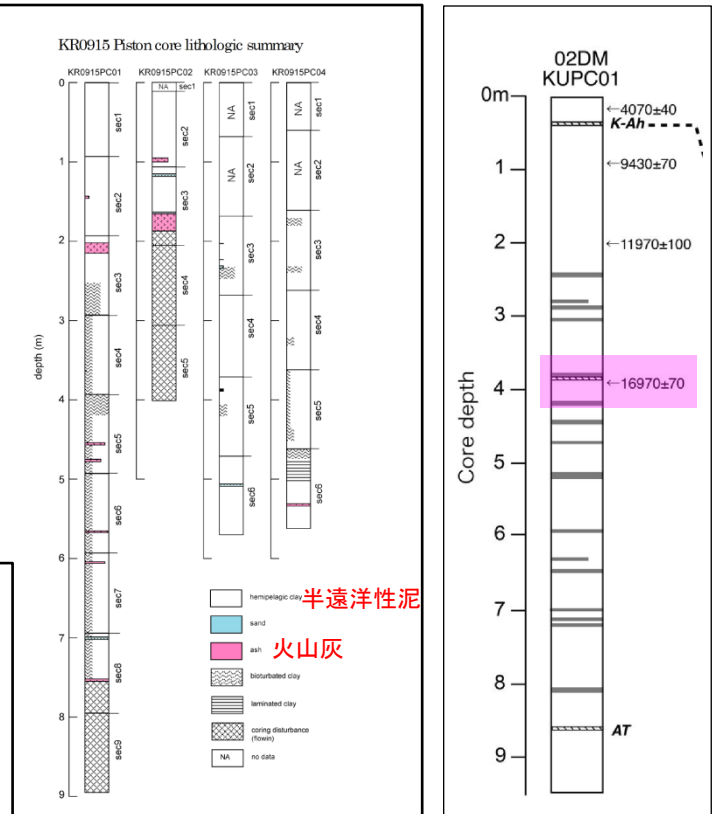 KR0915 Piston core lithologic summary
KR0915PC01 KR0915PC02 KR0915PC03 KR0915PC04
depth (m)
0
1
2
3
4
5
6
7
8
9
sec1
sec2
sec3
sec4
sec5
sec6
sec7
sec8
sec9
NA sec1
sec2
sec3
sec4
sec5
NA sec1
NA sec2
sec3
sec4
sec5
sec6
NA sec1
NA sec2
sec3
sec4
sec5
sec6
hemipelagic clay 半遠洋性泥
sand
ash 火山灰
bioturbated clay
laminated clay
coring disturbance
(flowin)
NA no data
02DM
KUPC01
Core depth
0m
1
2
3
4
5
6
7
8
9
←4070±40
K-Ah
←9430±70
←11970±100
←16970±70
AT